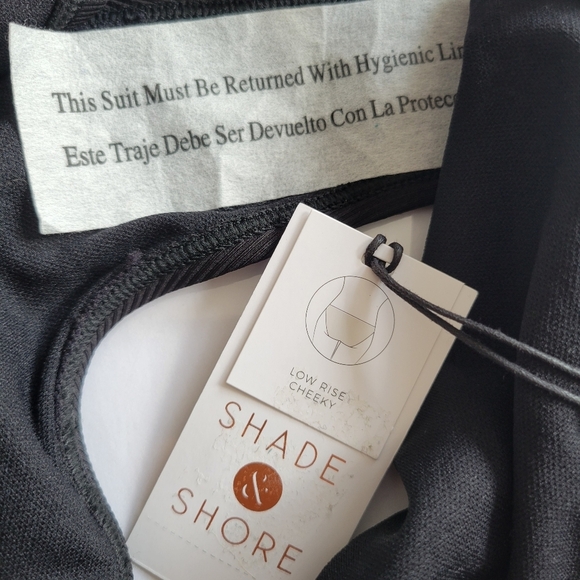 This Suit Must Be Returned With Hygienic
Este Traje Debe Ser Devuelto Con La
LOW RISE
CHEEKY
SHADE
&
SHORE